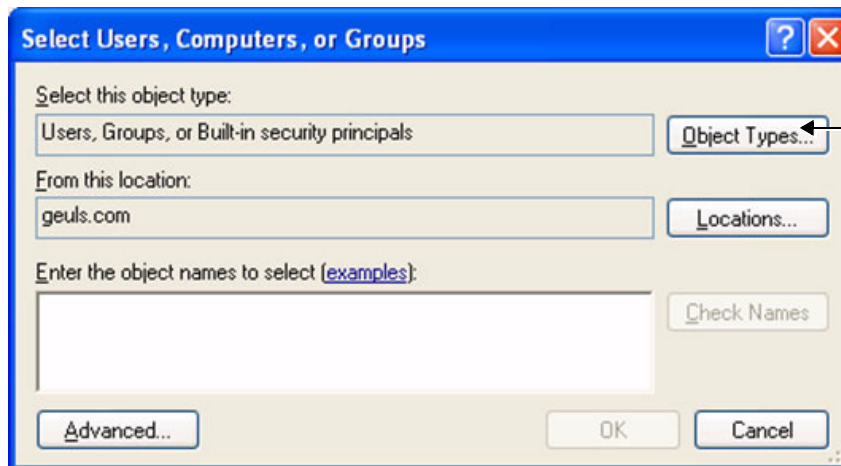 Select Users, Computers, or Groups
Select this object type:
Users, Groups, or Built-in security principals
Object Types...
From this location:
geuls.com
Locations...
Enter the object names to select (examples):
Check Names
Advanced...
OK
Cancel